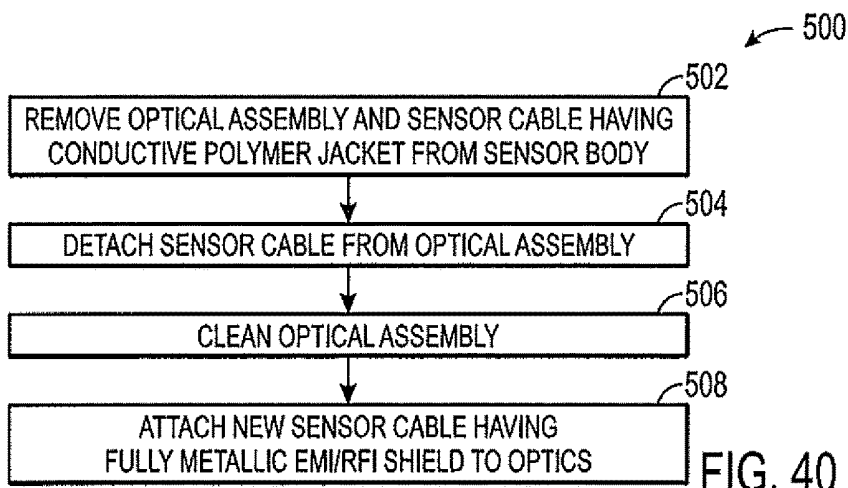 500
502
REMOVE OPTICAL ASSEMBLY AND SENSOR CABLE HAVING
CONDUCTIVE POLYMER JACKET FROM SENSOR BODY
504
DETACH SENSOR CABLE FROM OPTICAL ASSEMBLY
506
CLEAN OPTICAL ASSEMBLY
508
ATTACH NEW SENSOR CABLE HAVING
FULLY METALLIC EMI/RFI SHIELD TO OPTICS
FIG. 40